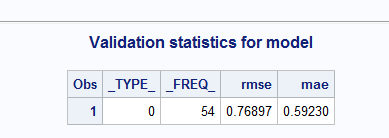 Validation statistics for model
Obs _TYPE_ _FREQ_ rmse mae
1 0 54 0.76897 0.59230